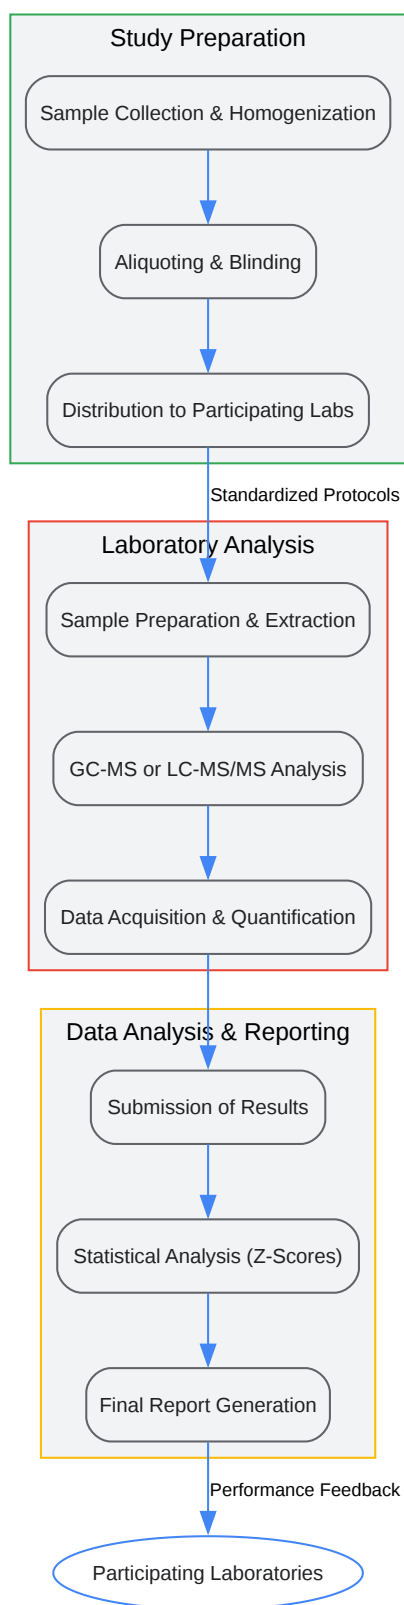 Study Preparation
Sample Collection & Homogenization
Aliquoting & Blinding
Distribution to Participating Labs
Standardized Protocols
Laboratory Analysis
Sample Preparation & Extraction
GC-MS or LC-MS/MS Analysis
Data Acquisition & Quantification
Data Analysis & Reporting
Submission of Results
Statistical Analysis (Z-Scores)
Final Report Generation
Performance Feedback
Participating Laboratories